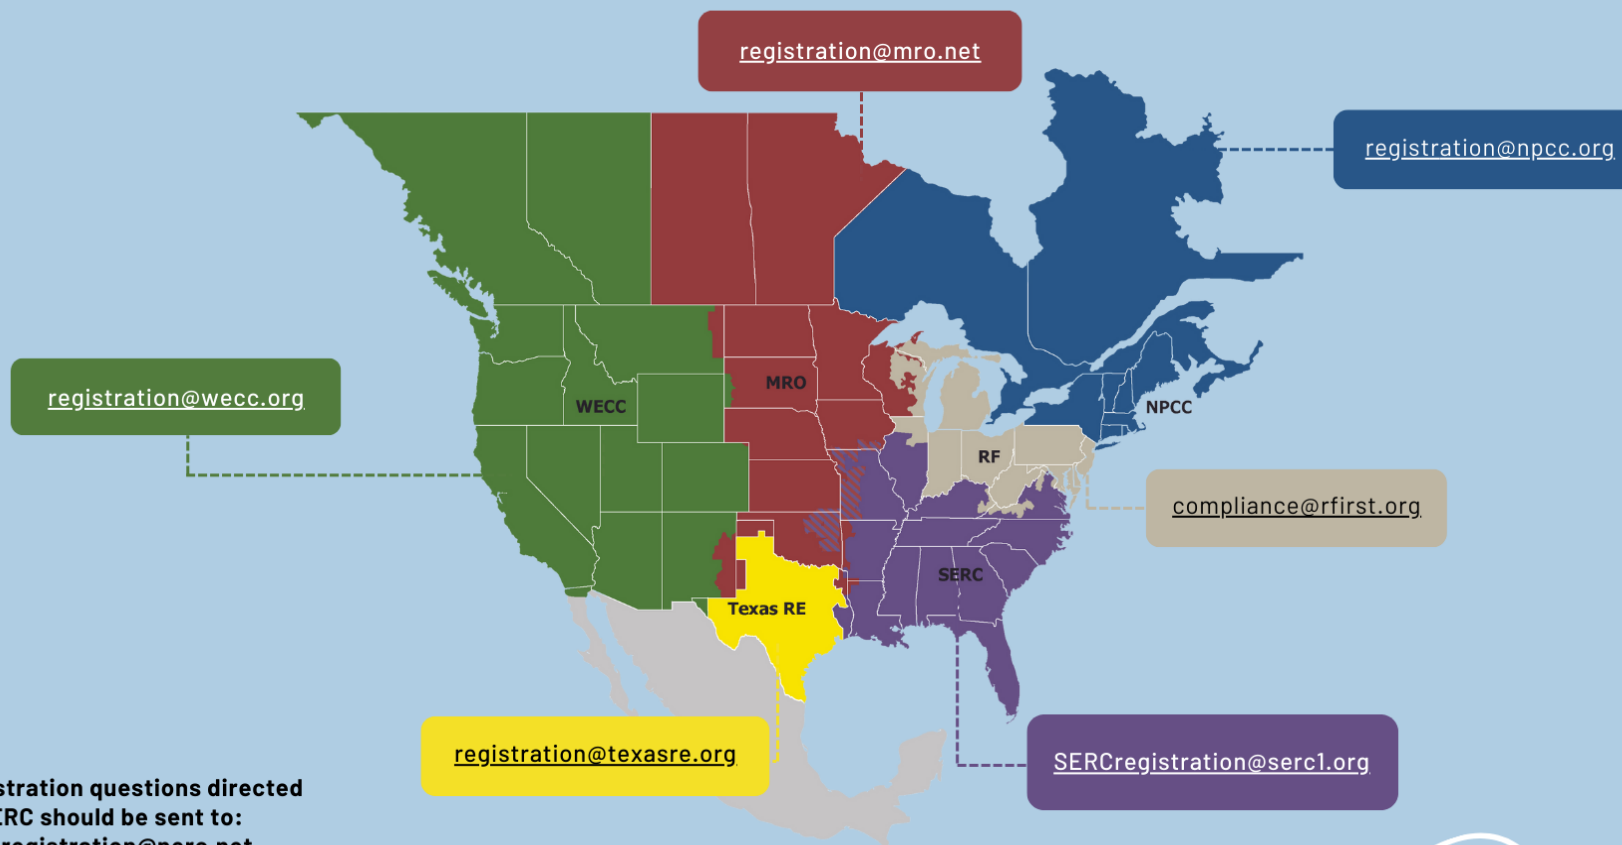 registration@mro.net
registration@npcc.org
MRO
registration@wecc.org
WECC
NPCC
RF
compliance@rfirst.org
SERC
Texas RE
registration@texasre.org
SERCregistration@serc1.org
stration questions directed
ERC should be sent to: